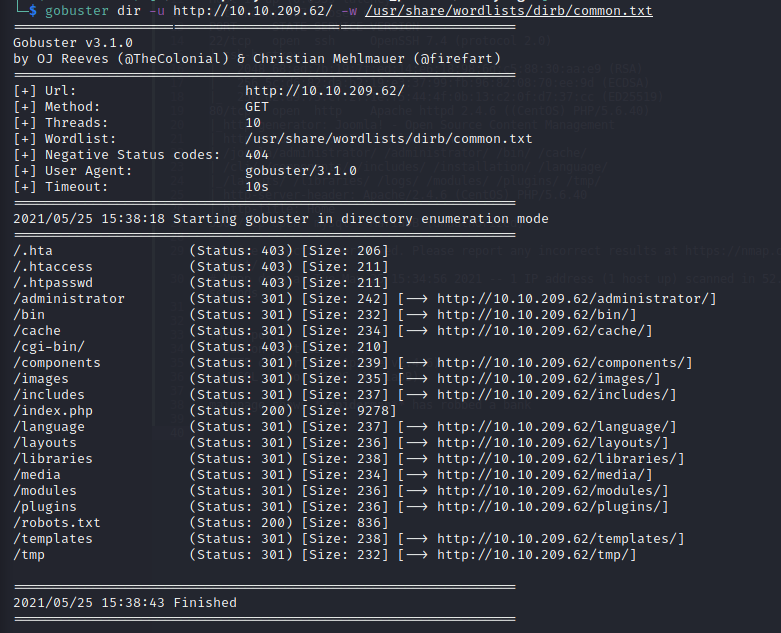 └─$ gobuster dir -u http://10.10.209.62/ -w /usr/share/wordlists/dirb/common.txt
===============================================================
Gobuster v3.1.0
by OJ Reeves (@TheColonial) & Christian Mehlmauer (@firefart)
===============================================================
[+] Url:                     http://10.10.209.62/
[+] Method:                  GET
[+] Threads:                 10
[+] Wordlist:                /usr/share/wordlists/dirb/common.txt
[+] Negative Status codes:   404
[+] User Agent:              gobuster/3.1.0
[+] Timeout:                 10s
===============================================================
2021/05/25 15:38:18 Starting gobuster in directory enumeration mode
===============================================================
/.hta                 (Status: 403) [Size: 206]
/.htaccess            (Status: 403) [Size: 211]
/.htpasswd            (Status: 403) [Size: 211]
/administrator        (Status: 301) [Size: 242] [--> http://10.10.209.62/administrator/]
/bin                  (Status: 301) [Size: 232] [--> http://10.10.209.62/bin/]
/cache                (Status: 301) [Size: 234] [--> http://10.10.209.62/cache/]
/cgi-bin/             (Status: 403) [Size: 210]
/components           (Status: 301) [Size: 239] [--> http://10.10.209.62/components/]
/images               (Status: 301) [Size: 235] [--> http://10.10.209.62/images/]
/includes             (Status: 301) [Size: 237] [--> http://10.10.209.62/includes/]
/index.php            (Status: 200) [Size: 9278]
/language             (Status: 301) [Size: 237] [--> http://10.10.209.62/language/]
/layouts              (Status: 301) [Size: 236] [--> http://10.10.209.62/layouts/]
/libraries            (Status: 301) [Size: 238] [--> http://10.10.209.62/libraries/]
/media                (Status: 301) [Size: 234] [--> http://10.10.209.62/media/]
/modules              (Status: 301) [Size: 236] [--> http://10.10.209.62/modules/]
/plugins              (Status: 301) [Size: 236] [--> http://10.10.209.62/plugins/]
/robots.txt           (Status: 200) [Size: 836]
/templates            (Status: 301) [Size: 238] [--> http://10.10.209.62/templates/]
/tmp                  (Status: 301) [Size: 232] [--> http://10.10.209.62/tmp/]
===============================================================
2021/05/25 15:38:43 Finished
===============================================================